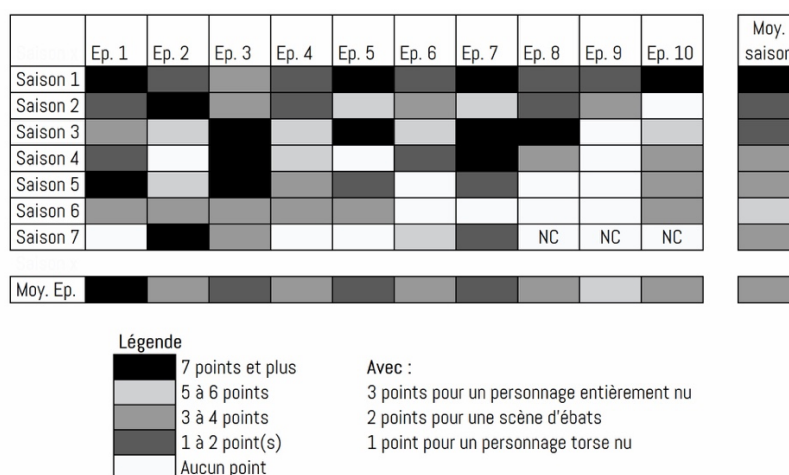 Ep. 1 Ep. 2 Ep. 3 Ep. 4 Ep. 5 Ep. 6 Ep. 7 Ep. 8 Ep. 9 Ep. 10
Moy.
saison
Saison 1
Saison 2
Saison 3
Saison 4
Saison 5
Saison 6
Saison 7 NC NC NC
Moy. Ep.
Légende
7 points et plus
5 à 6 points
3 à 4 points
1 à 2 point(s)
Aucun point
Avec :
3 points pour un personnage entièrement nu
2 points pour une scène d'ébats
1 point pour un personnage torse nu